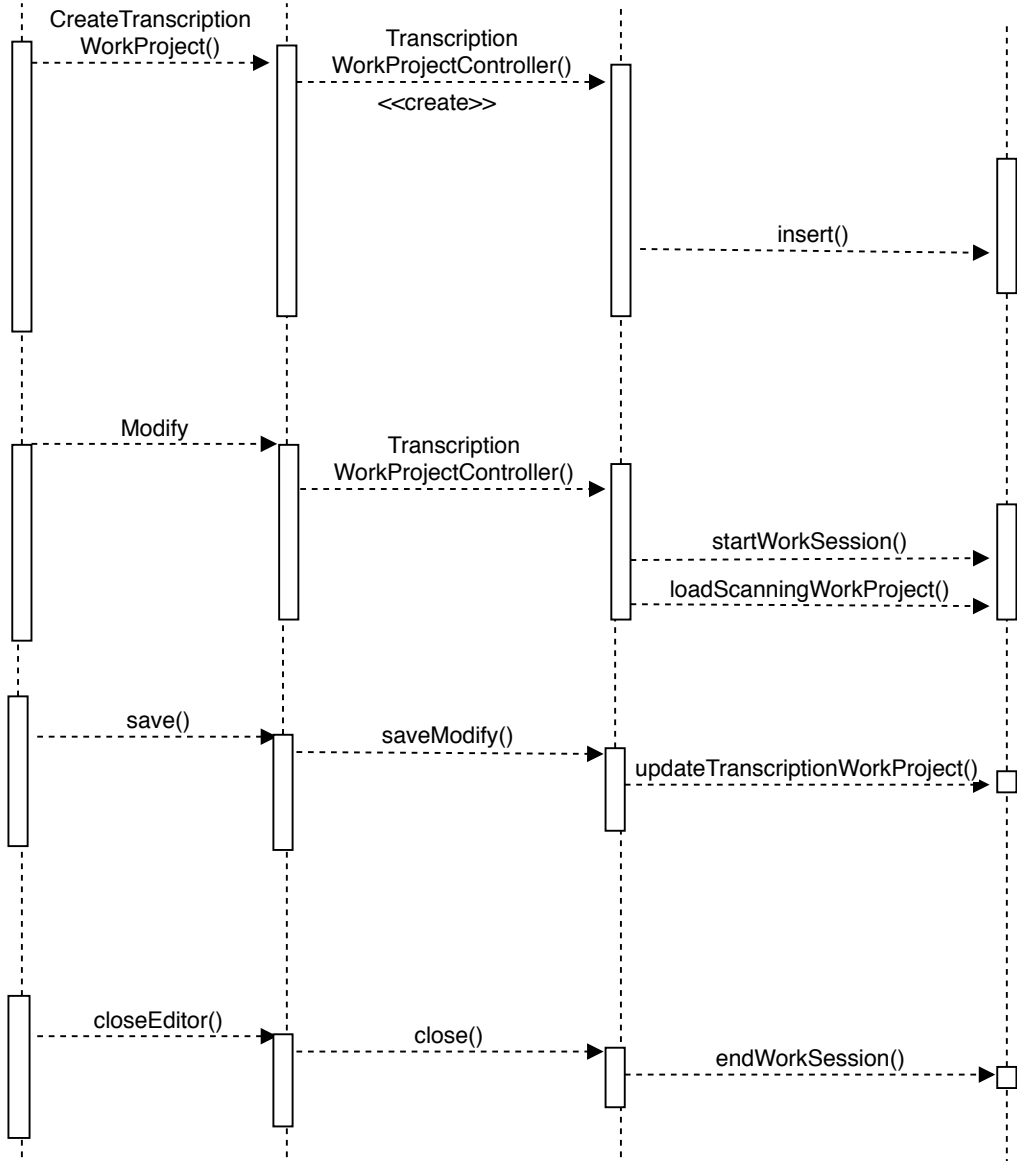 CreateTranscription
WorkProject()
Transcription
WorkProjectController()
<<create>>
insert()
Modify
Transcription
WorkProjectController()
startWorkSession()
loadScanningWorkProject()
save()
saveModify()
updateTranscriptionWorkProject()
closeEditor()
close()
endWorkSession()